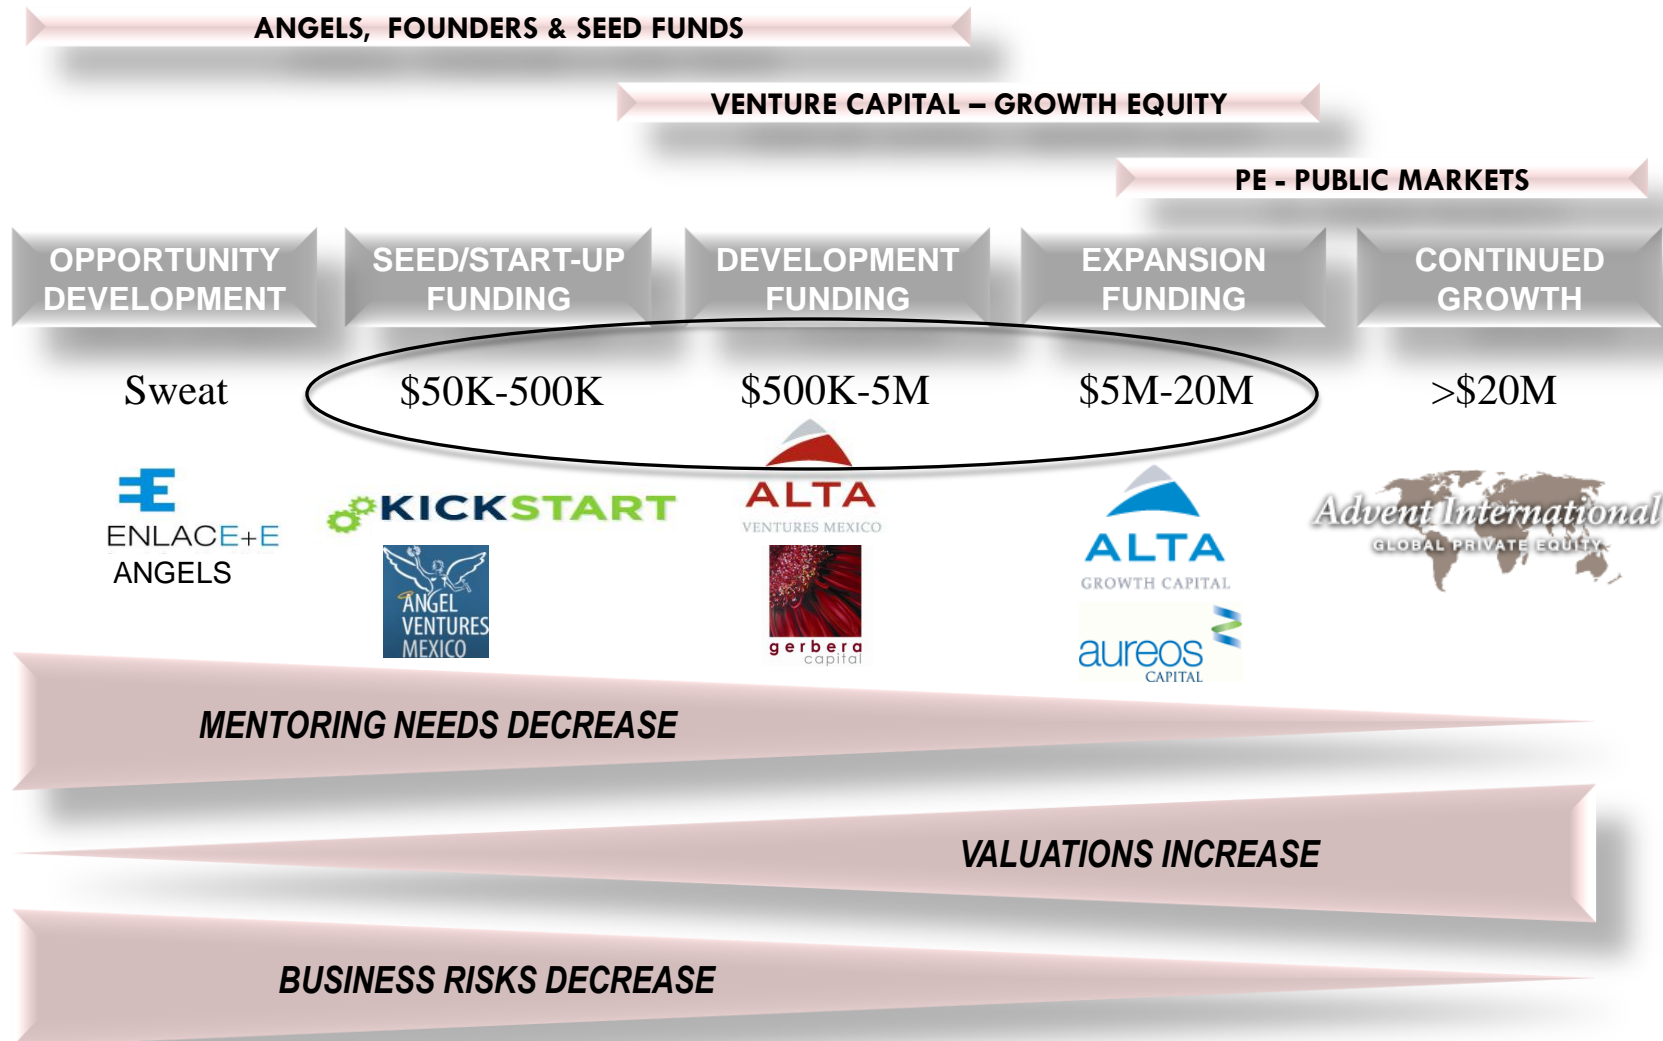 ANGELS, FOUNDERS & SEED FUNDS
VENTURE CAPITAL – GROWTH EQUITY
PE - PUBLIC MARKETS
OPPORTUNITY
DEVELOPMENT
SEED/START-UP
FUNDING
DEVELOPMENT
FUNDING
EXPANSION
FUNDING
CONTINUED
GROWTH
Sweat
$50K-500K
$500K-5M
$5M-20M
>$20M
ENLACE+E
ANGELS
KICKSTART
ANGEL
VENTURES
MEXICO
ALTA
VENTURES MEXICO
gerbera
capital
ALTA
GROWTH CAPITAL
aureos
CAPITAL
Advent International
GLOBAL PRIVATE EQUITY
MENTORING NEEDS DECREASE
VALUATIONS INCREASE
BUSINESS RISKS DECREASE